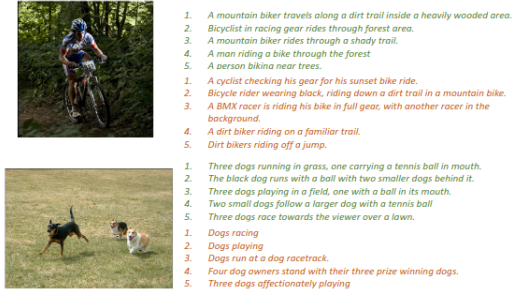 1. A mountain biker travels along a dirt trail inside a heavily wooded area.
2. Bicyclist in racing gear rides through forest area.
3. A mountain biker rides through a shady trail.
4. A man riding a bike through the forest
5. A person biking near trees.
1. A cyclist checking his gear for his sunset bike ride.
2. Bicycle rider wearing black, riding down a dirt trail in a mountain bike.
3. A BMX racer is riding his bike in full gear, with another racer in the
background.
4. A dirt biker riding on a familiar trail.
5. Dirt bikers riding off a jump.
1. Three dogs running in grass, one carrying a tennis ball in mouth.
2. The black dog runs with a ball with two smaller dogs behind it.
3. Three dogs playing in a field, one with a ball in its mouth.
4. Two small dogs follow a larger dog with a tennis ball
5. Three dogs race towards the viewer over a lawn.
1. Dogs racing
2. Dogs playing
3. Dogs run at a dog racetrack.
4. Four dog owners stand with their three prize winning dogs.
5. Three dogs affectionately playing